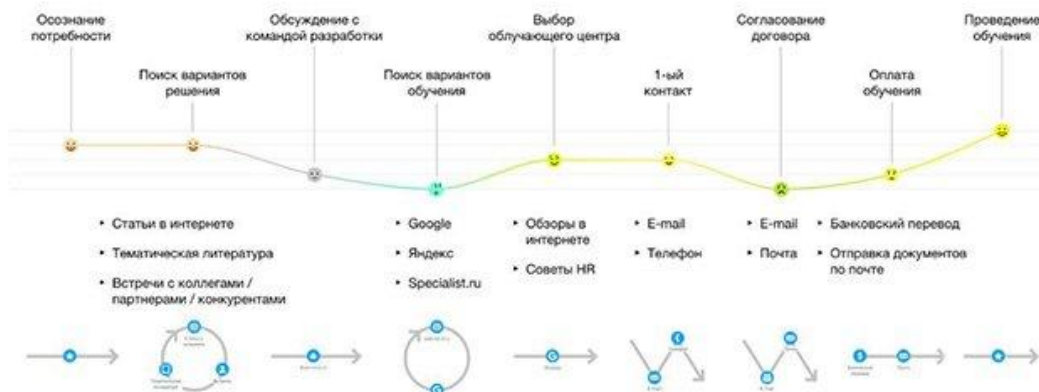 Осознание
потребности
Обсуждение с
командой разработки
Выбор
облучающего центра
Согласование
договора
Проведение
обучения
Поиск вариантов
решения
Поиск вариантов
обучения
1-ый
контакт
Оплата
обучения
‣ Статьи в интернете
‣ Тематическая литература
‣ Встречи с коллегами /
партнерами / конкурентами
‣ Google
‣ Яндекс
‣ Specialist.ru
‣ Обзоры в
интернете
‣ Советы HR
‣ E-mail
‣ Телефон
‣ E-mail
‣ Почта
‣ Банковский перевод
‣ Отправка документов
по почте